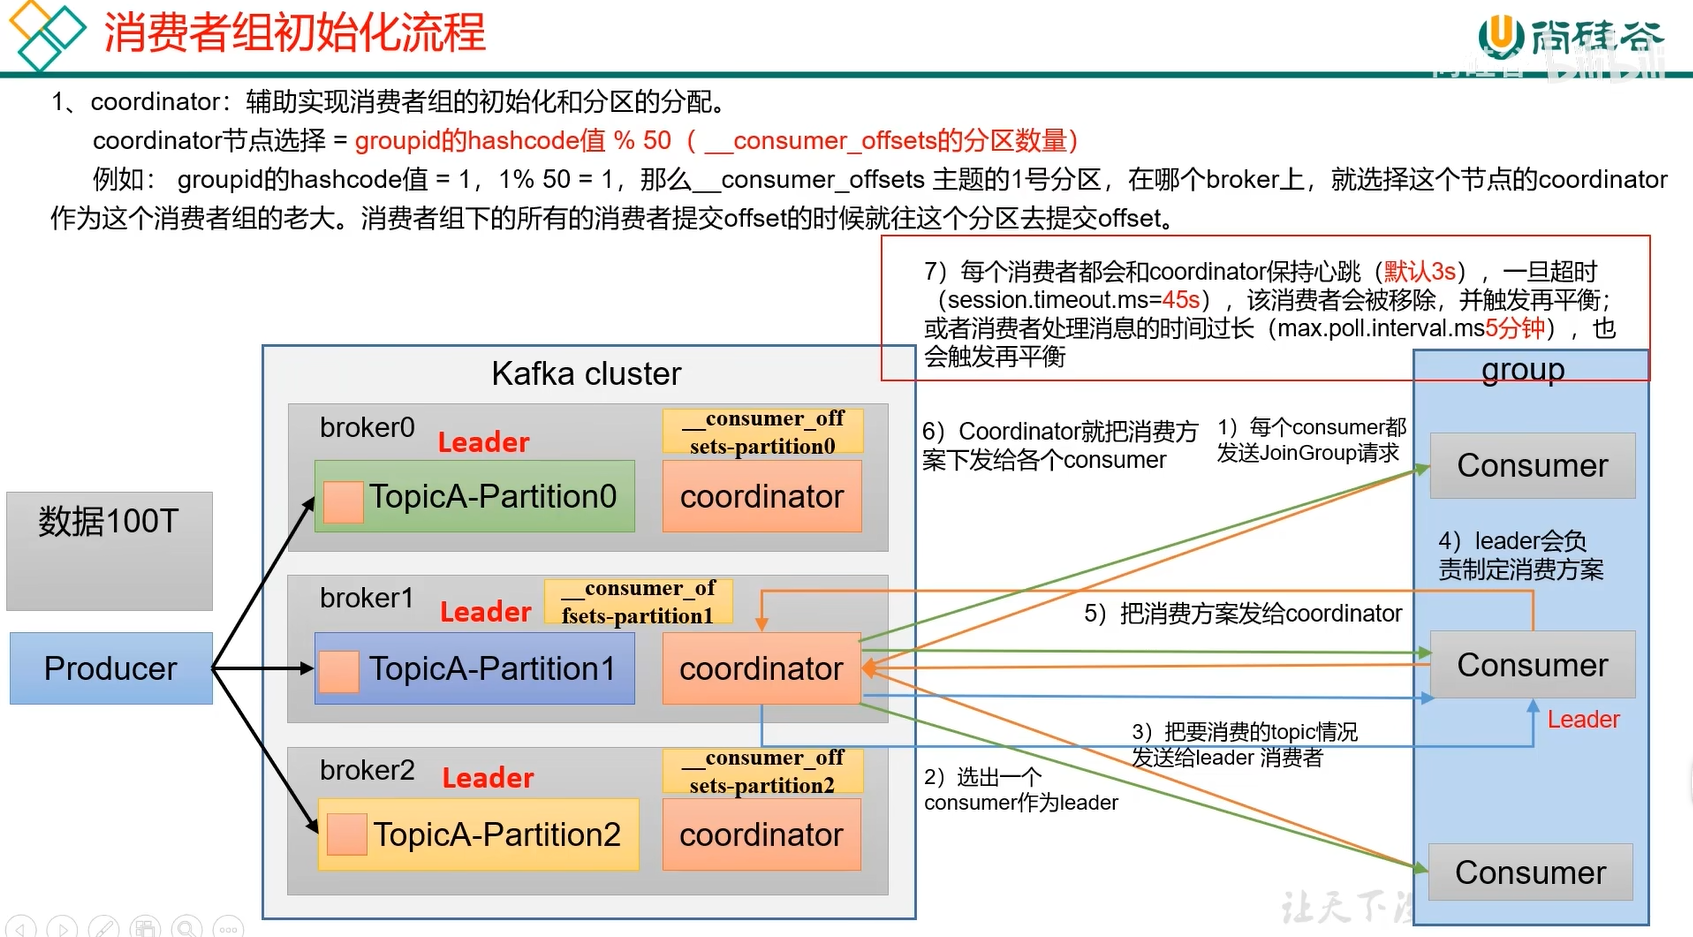 消费者组初始化流程
尚硅谷
bilibili
1、coordinator：辅助实现消费者组的初始化和分区的分配。
coordinator节点选择 = groupid的hashcode值 % 50（ __consumer_offsets的分区数量）
例如： groupid的hashcode值 = 1，1% 50 = 1，那么__consumer_offsets 主题的1号分区，在哪个broker上，就选择这个节点的coordinator
作为这个消费者组的老大。消费者组下的所有的消费者提交offset的时候就往这个分区去提交offset。
7）每个消费者都会和coordinator保持心跳（默认3s），一旦超时
（session.timeout.ms=45s），该消费者会被移除，并触发再平衡；
或者消费者处理消息的时间过长（max.poll.interval.ms5分钟），也
会触发再平衡
Kafka cluster
group
broker0
Leader
__consumer_off
sets-partition0
TopicA-Partition0
coordinator
6）Coordinator就把消费方
案下发给各个consumer
1）每个consumer都
发送JoinGroup请求
Consumer
数据100T
4）leader会负
责制定消费方案
broker1
Leader
__consumer_of
fsets-partition1
5）把消费方案发给coordinator
Producer
TopicA-Partition1
coordinator
Consumer
Leader
3）把要消费的topic情况
发送给leader 消费者
broker2
Leader
__consumer_off
sets-partition2
2）选出一个
consumer作为leader
TopicA-Partition2
coordinator
Consumer
让天下